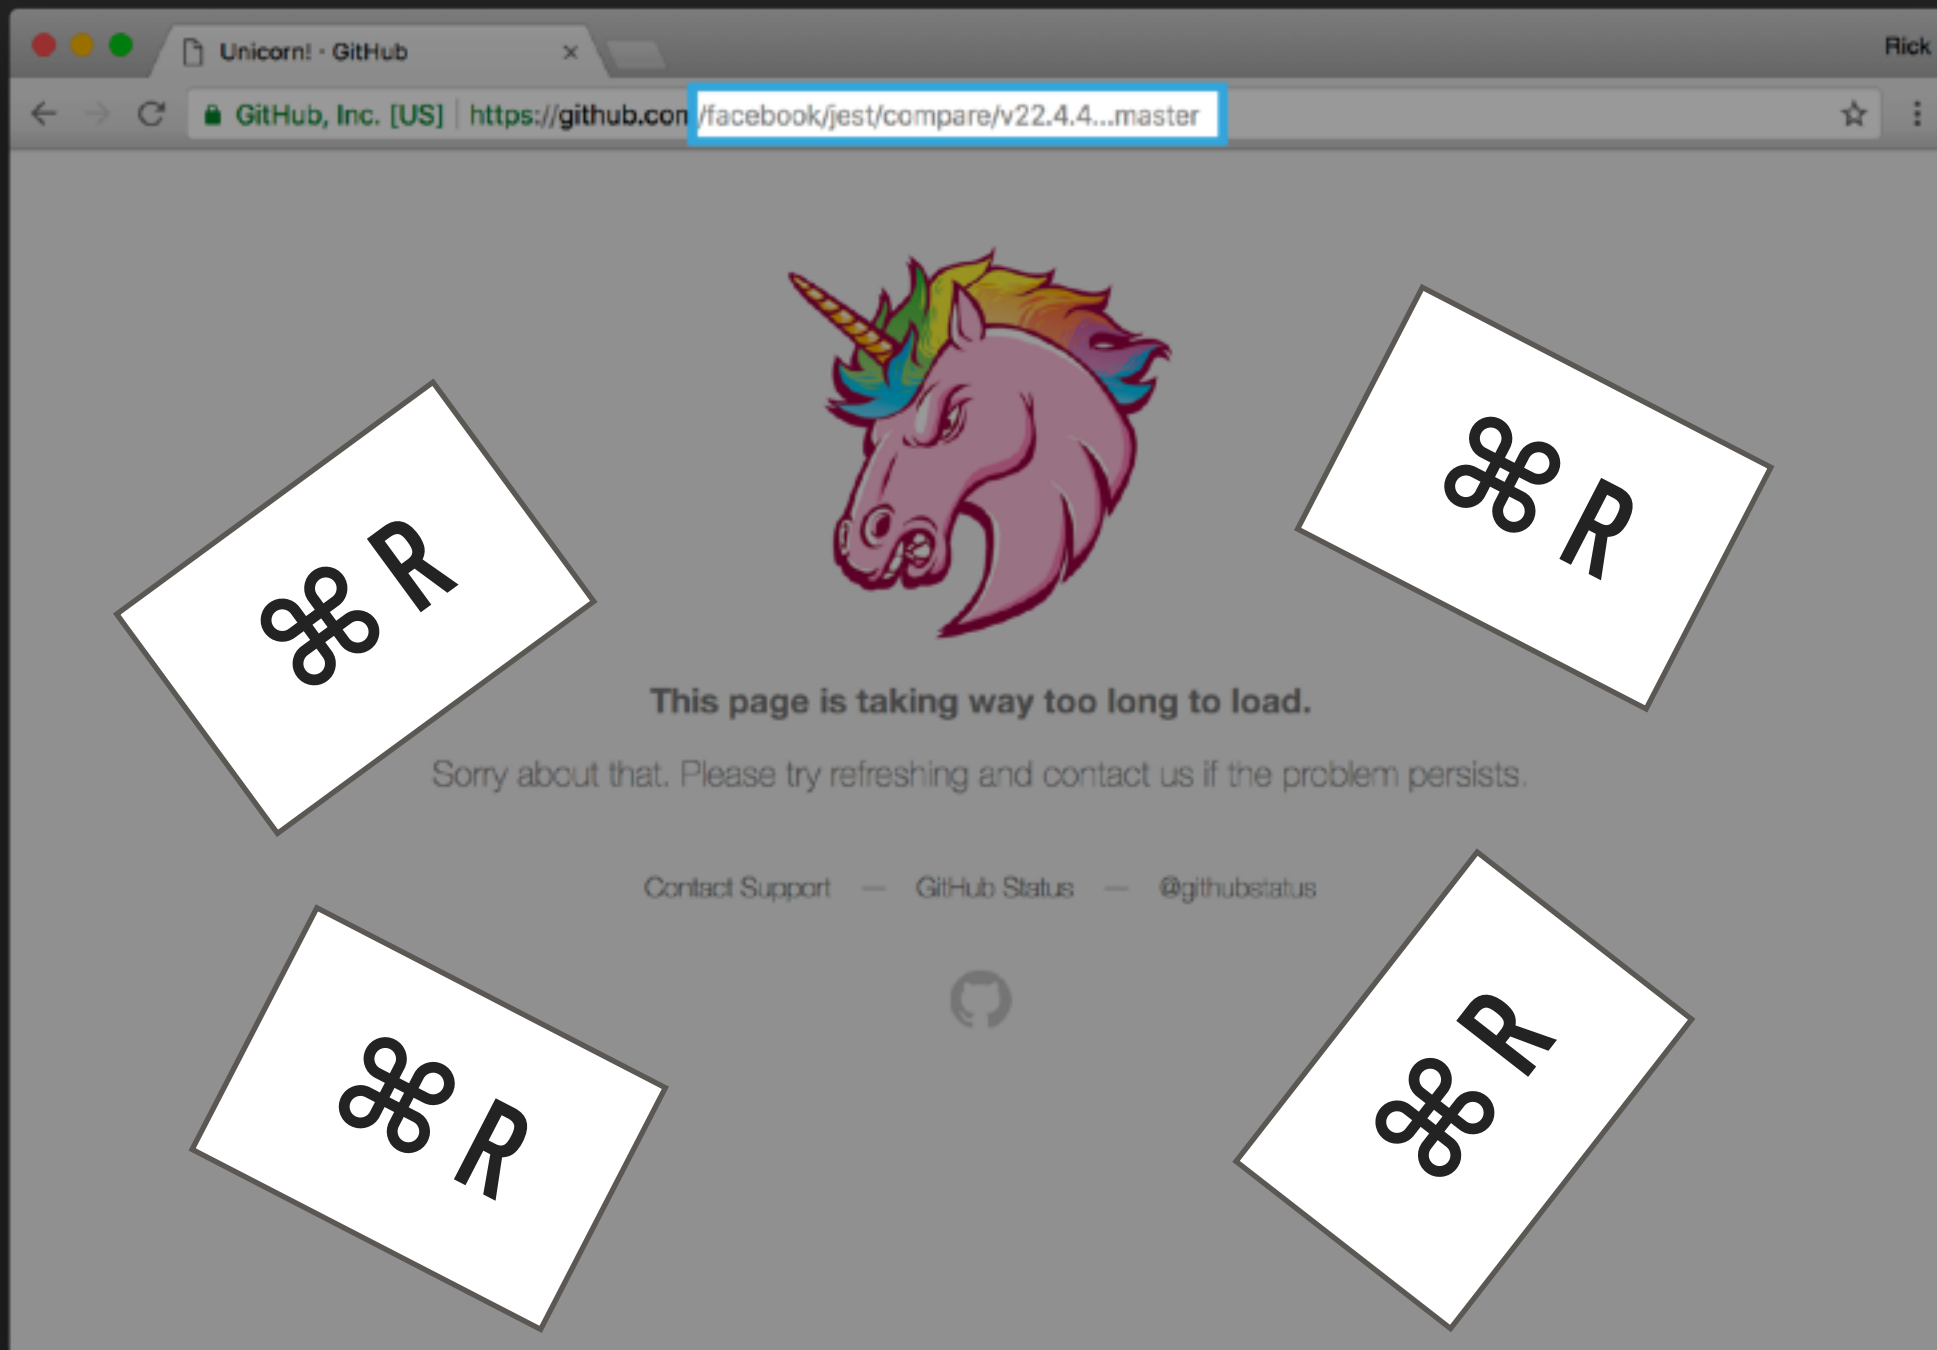 Unicorn! · GitHub
Rick
GitHub, Inc. [US] https://github.com/facebook/jest/compare/v22.4.4...master
⌘ R
⌘ R
This page is taking way too long to load.
Sorry about that. Please try refreshing and contact us if the problem persists.
Contact Support — GitHub Status — @githubstatus
⌘ R
⌘ R